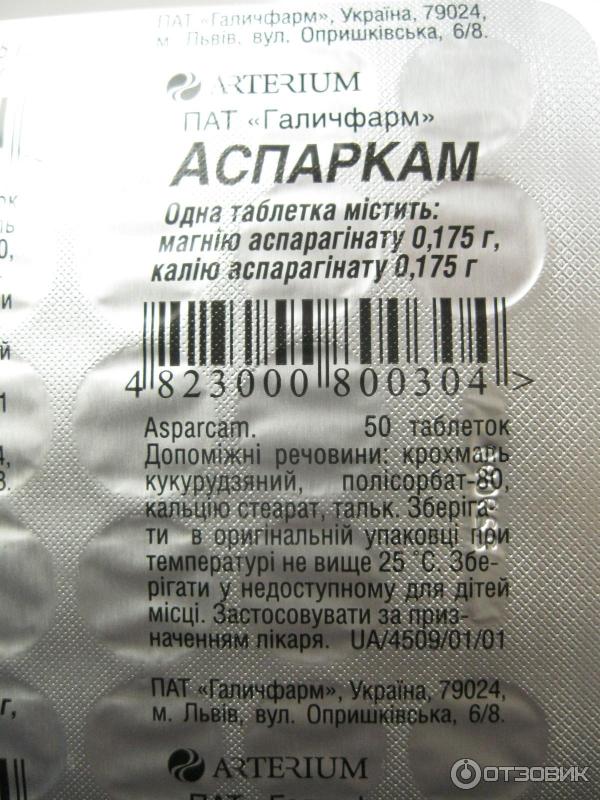 ПАТ «Галичфарм», Україна, 79024,
м. Львів, вул. Опришківська, 6/8.
ARTERIUM
ПАТ «Галичфарм»
АСПАРКАМ
Одна таблетка містить:
магнію аспарагінату 0,175 г,
калію аспарагінату 0,175 г
4 823000 800304 >
Asparcam. 50 таблеток
Допоміжні речовини: крохмаль
кукурудзяний, полісорбат-80,
кальцію стеарат, тальк. Зберіга-
ти в оригінальній упаковці при
температурі не вище 25 °С. Збе-
рігати у недоступному для дітей
місці. Застосовувати за приз-
наченням лікаря. UA/4509/01/01
ПАТ «Галичфарм», Україна, 79024,
м. Львів, вул. Опришківська, 6/8.
ARTERIUM
ОТЗОВИК